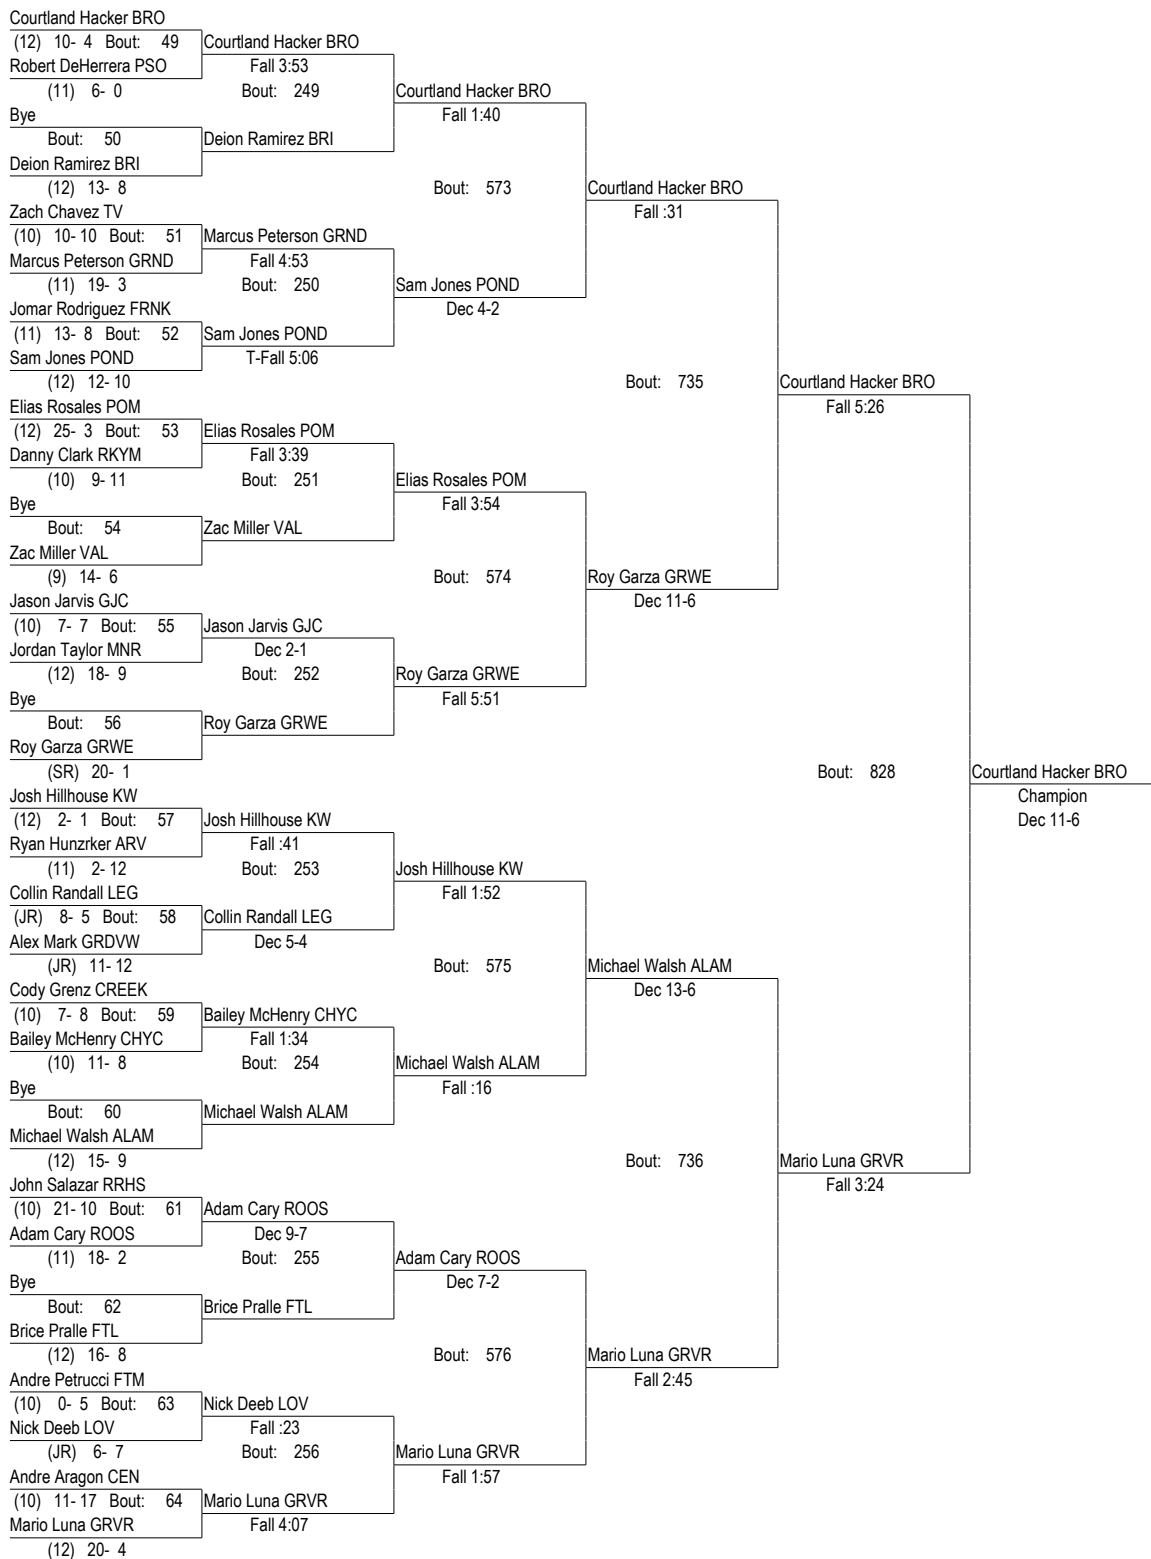 Courtland Hacker BRO
(12) 10- 4 Bout: 49 Courtland Hacker BRO
Robert DeHerrera PSO Fall 3:53
(11) 6- 0 Bout: 249 Courtland Hacker BRO
Bye Fall 1:40
Bout: 50 Deion Ramirez BRI
Deion Ramirez BRI
(12) 13- 8 Bout: 573 Courtland Hacker BRO
Zach Chavez TV Fall :31
(10) 10- 10 Bout: 51 Marcus Peterson GRND
Marcus Peterson GRND Fall 4:53
(11) 19- 3 Bout: 250 Sam Jones POND
Jomar Rodriguez FRNK Dec 4-2
(11) 13- 8 Bout: 52 Sam Jones POND
Sam Jones POND T-Fall 5:06
(12) 12- 10 Bout: 735 Courtland Hacker BRO
Elias Rosales POM Fall 5:26
(12) 25- 3 Bout: 53 Elias Rosales POM
Danny Clark RKYM Fall 3:39
(10) 9- 11 Bout: 251 Elias Rosales POM
Bye Fall 3:54
Bout: 54 Zac Miller VAL
Zac Miller VAL
(9) 14- 6 Bout: 574 Roy Garza GRWE
Jason Jarvis GJC Dec 11-6
(10) 7- 7 Bout: 55 Jason Jarvis GJC
Jordan Taylor MNR Dec 2-1
(12) 18- 9 Bout: 252 Roy Garza GRWE
Bye Fall 5:51
Bout: 56 Roy Garza GRWE
Roy Garza GRWE
(SR) 20- 1 Bout: 828 Courtland Hacker BRO
Josh Hillhouse KW Champion
(12) 2- 1 Bout: 57 Josh Hillhouse KW Dec 11-6
Ryan Hunzrker ARV Fall :41
(11) 2- 12 Bout: 253 Josh Hillhouse KW
Collin Randall LEG Fall 1:52
(JR) 8- 5 Bout: 58 Collin Randall LEG
Alex Mark GRDVW Dec 5-4
(JR) 11- 12 Bout: 575 Michael Walsh ALAM
Cody Grenz CREEK Dec 13-6
(10) 7- 8 Bout: 59 Bailey McHenry CHYC
Bailey McHenry CHYC Fall 1:34
(10) 11- 8 Bout: 254 Michael Walsh ALAM
Bye Fall :16
Bout: 60 Michael Walsh ALAM
Michael Walsh ALAM
(12) 15- 9 Bout: 736 Mario Luna GRVR
John Salazar RRHS Fall 3:24
(10) 21- 10 Bout: 61 Adam Cary ROOS
Adam Cary ROOS Dec 9-7
(11) 18- 2 Bout: 255 Adam Cary ROOS
Bye Dec 7-2
Bout: 62 Brice Pralle FTL
Brice Pralle FTL
(12) 16- 8 Bout: 576 Mario Luna GRVR
Andre Petrucci FTM Fall 2:45
(10) 0- 5 Bout: 63 Nick Deeb LOV
Nick Deeb LOV Fall :23
(JR) 6- 7 Bout: 256 Mario Luna GRVR
Andre Aragon CEN Fall 1:57
(10) 11- 17 Bout: 64 Mario Luna GRVR
Mario Luna GRVR Fall 4:07
(12) 20- 4